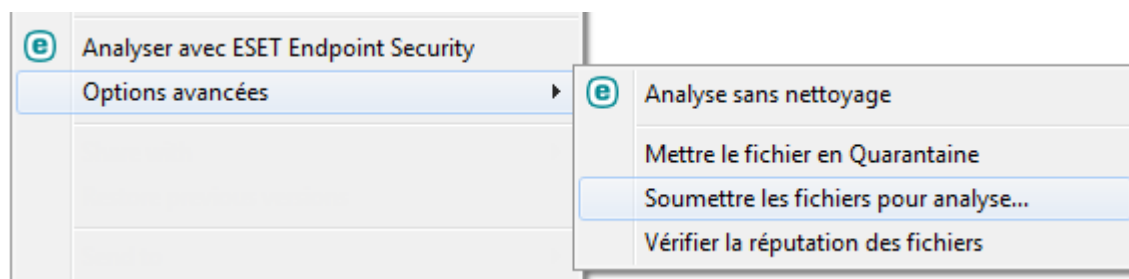 Analyser avec ESET Endpoint Security
Options avancées
Analyse sans nettoyage
Mettre le fichier en Quarantaine
Soumettre les fichiers pour analyse...
Vérifier la réputation des fichiers